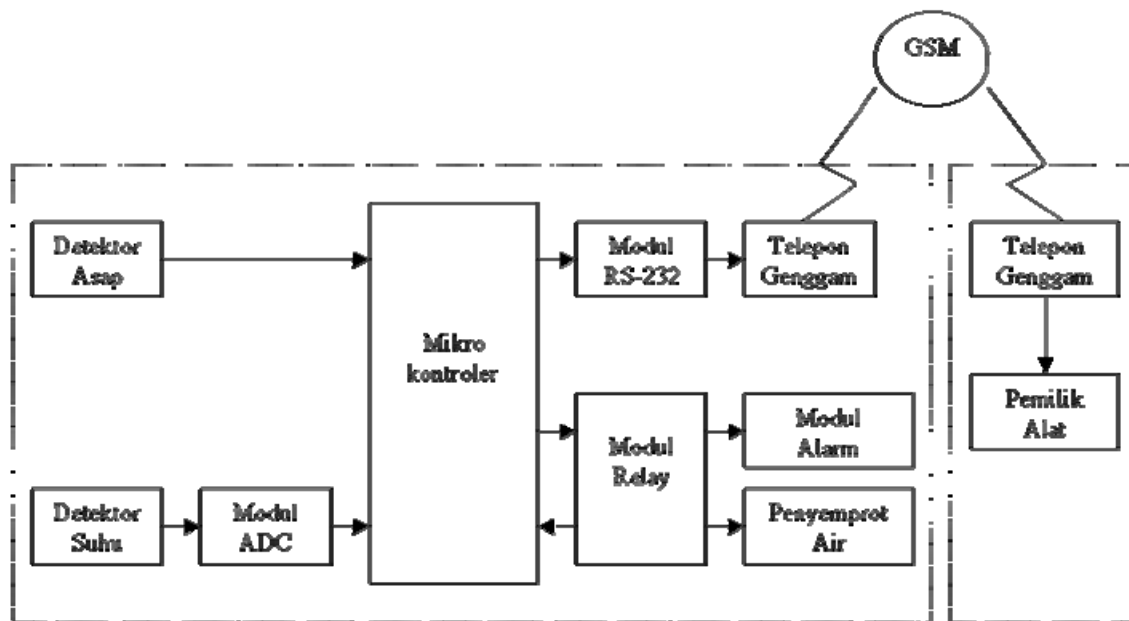 GSM
Detektor
Asap
Mikro
kontroler
Modul
RS-232
Telepon
Genggam
Telepon
Genggam
Pemilik
Alat
Modul
Relay
Modul
Alarm
Detektor
Suhu
Modul
ADC
Penyemprot
Air